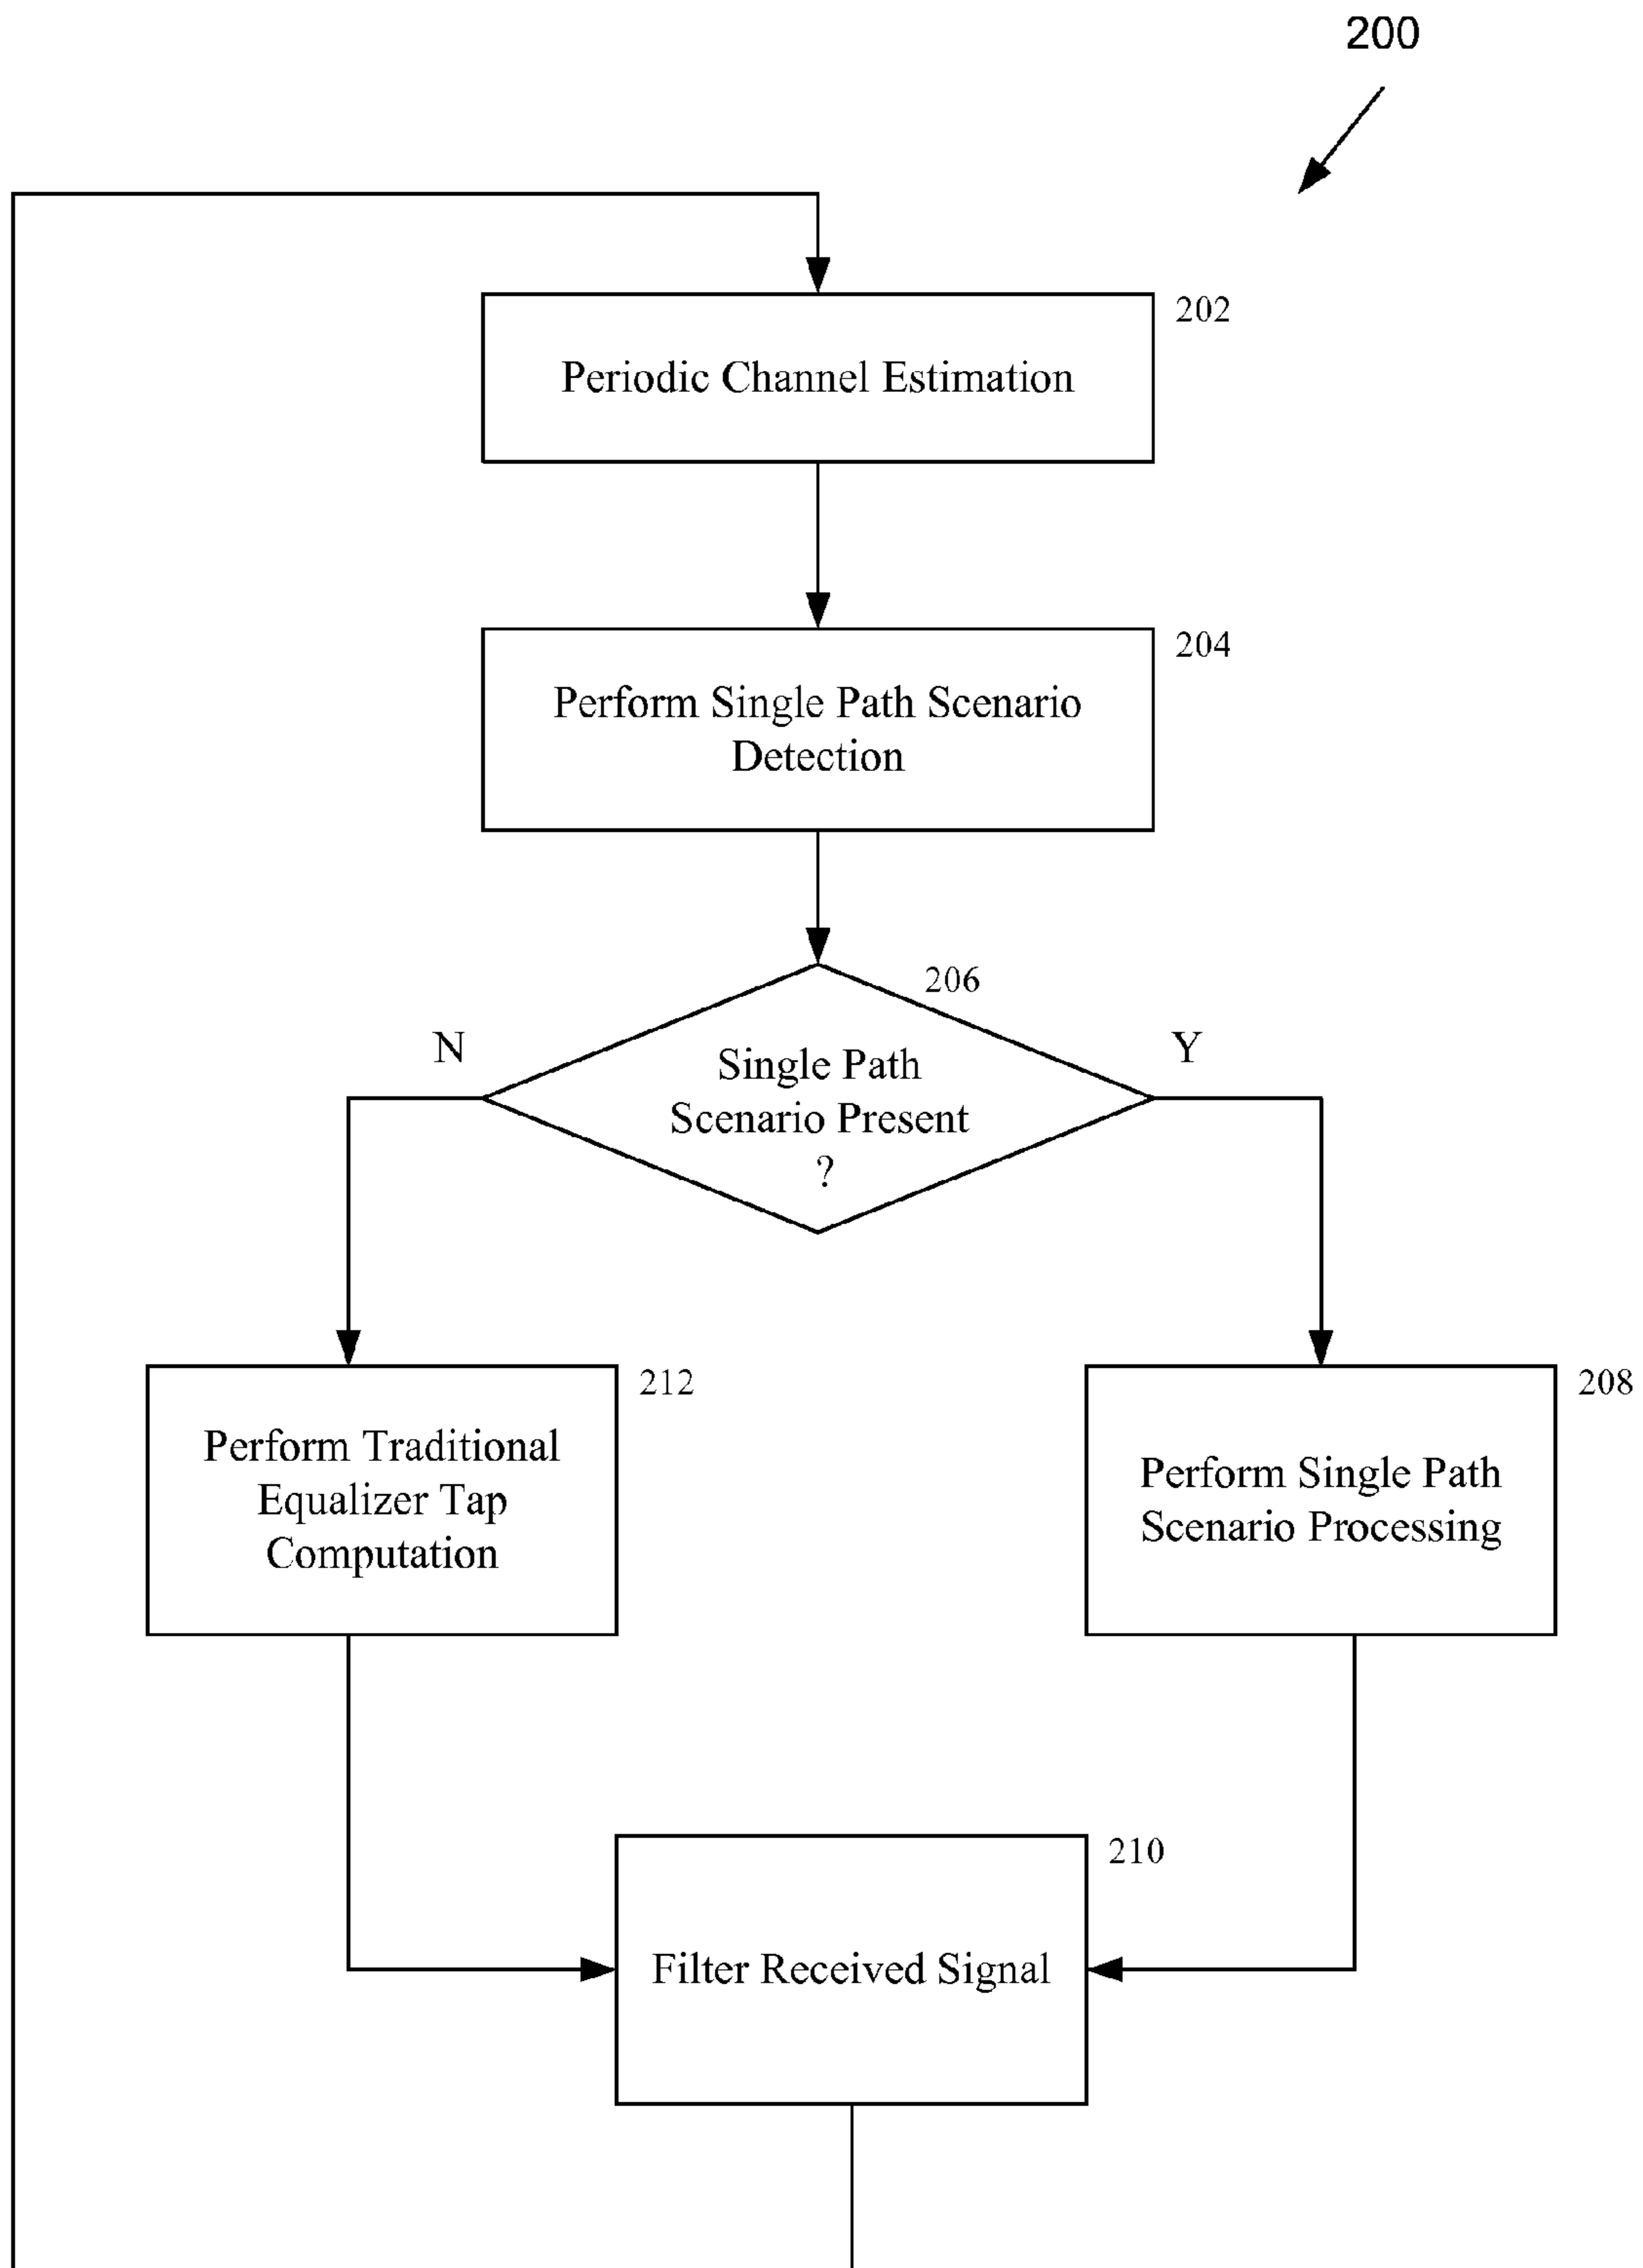 200
202
Periodic Channel Estimation
204
Perform Single Path Scenario
Detection
206
N
Y
Single Path
Scenario Present
?
212
208
Perform Traditional
Equalizer Tap
Computation
Perform Single Path
Scenario Processing
210
Filter Received Signal